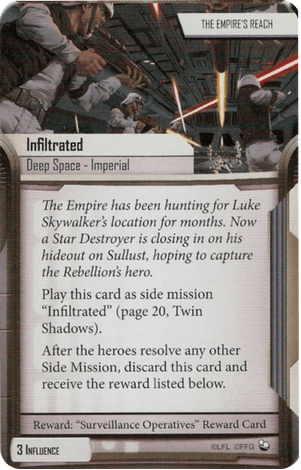 THE EMPIRE'S REACH
Infiltrated
Deep Space - Imperial
The Empire has been hunting for Luke
Skywalker's location for months. Now
a Star Destroyer is closing in on his
hideout on Sullust, hoping to capture
the Rebellion's hero.
Play this card as side mission
"Infiltrated" (page 20, Twin
Shadows).
After the heroes resolve any other
Side Mission, discard this card and
receive the reward listed below.
Reward: "Surveillance Operatives" Reward Card
3 INFLUENCE
©LFL ©FFG